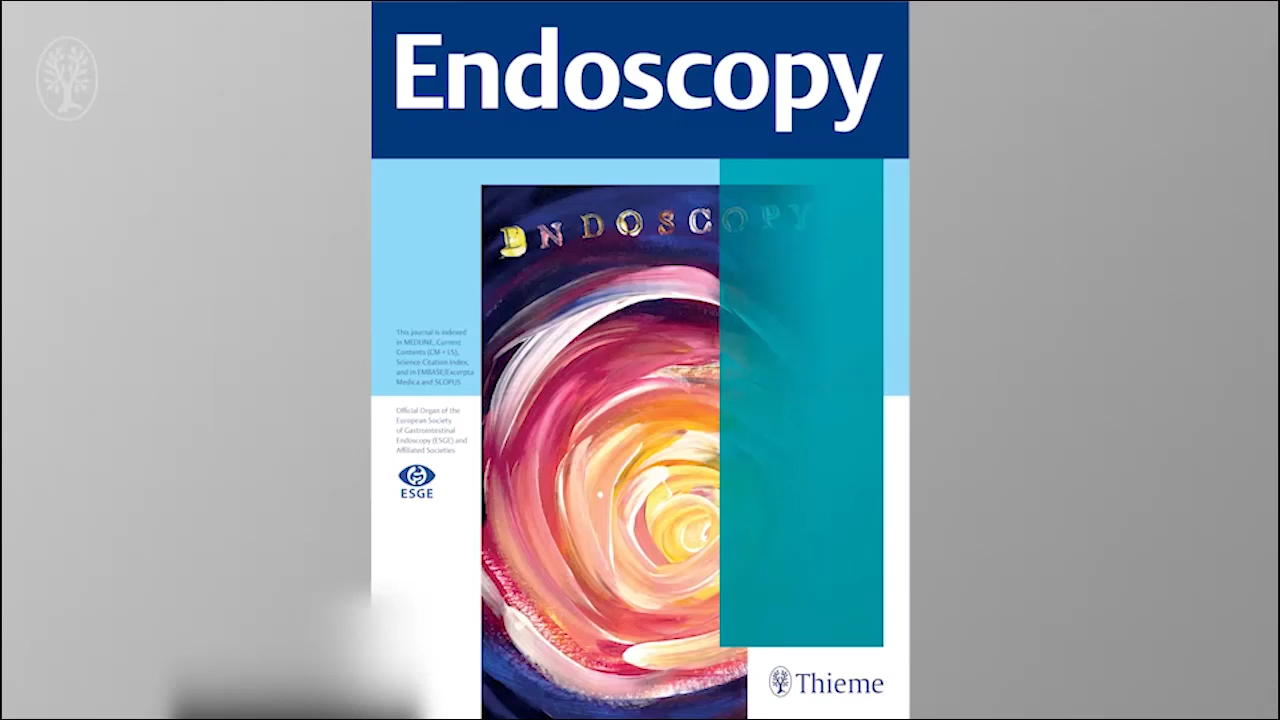 Endoscopy
ENDOSCOPY
This journal is indexed
in MEDLINE, Current
Contents (CM + LS),
Science Citation Index,
and in EMBASE/Excerpta
Medica and SCOPUS
Official Organ of the
European Society
of Gastrointestinal
Endoscopy (ESGE) and
Affiliated Societies
ESGE
Thieme